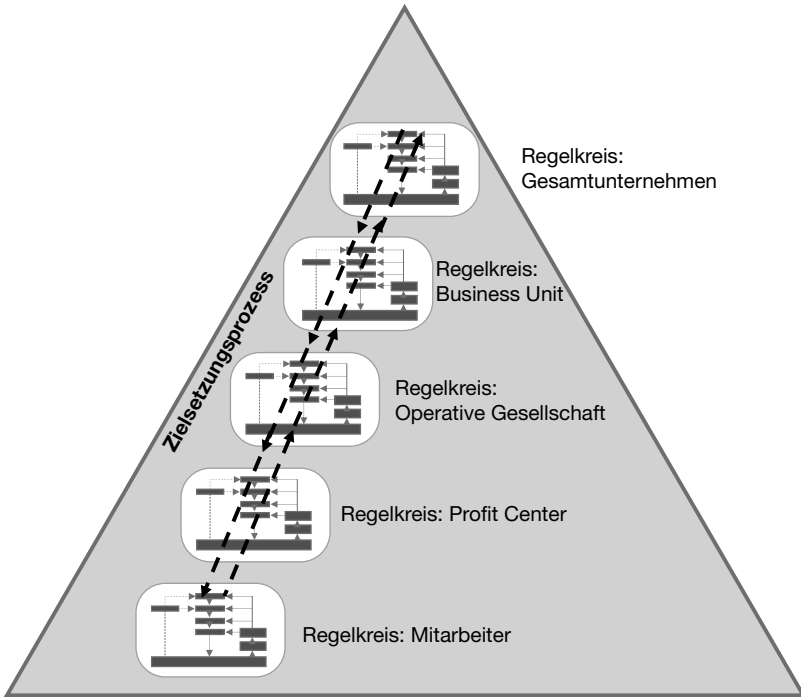 Regelkreis:
Gesamtunternehmen
Regelkreis:
Business Unit
Zielsetzungsprozess
Regelkreis:
Operative Gesellschaft
Regelkreis: Profit Center
Regelkreis: Mitarbeiter